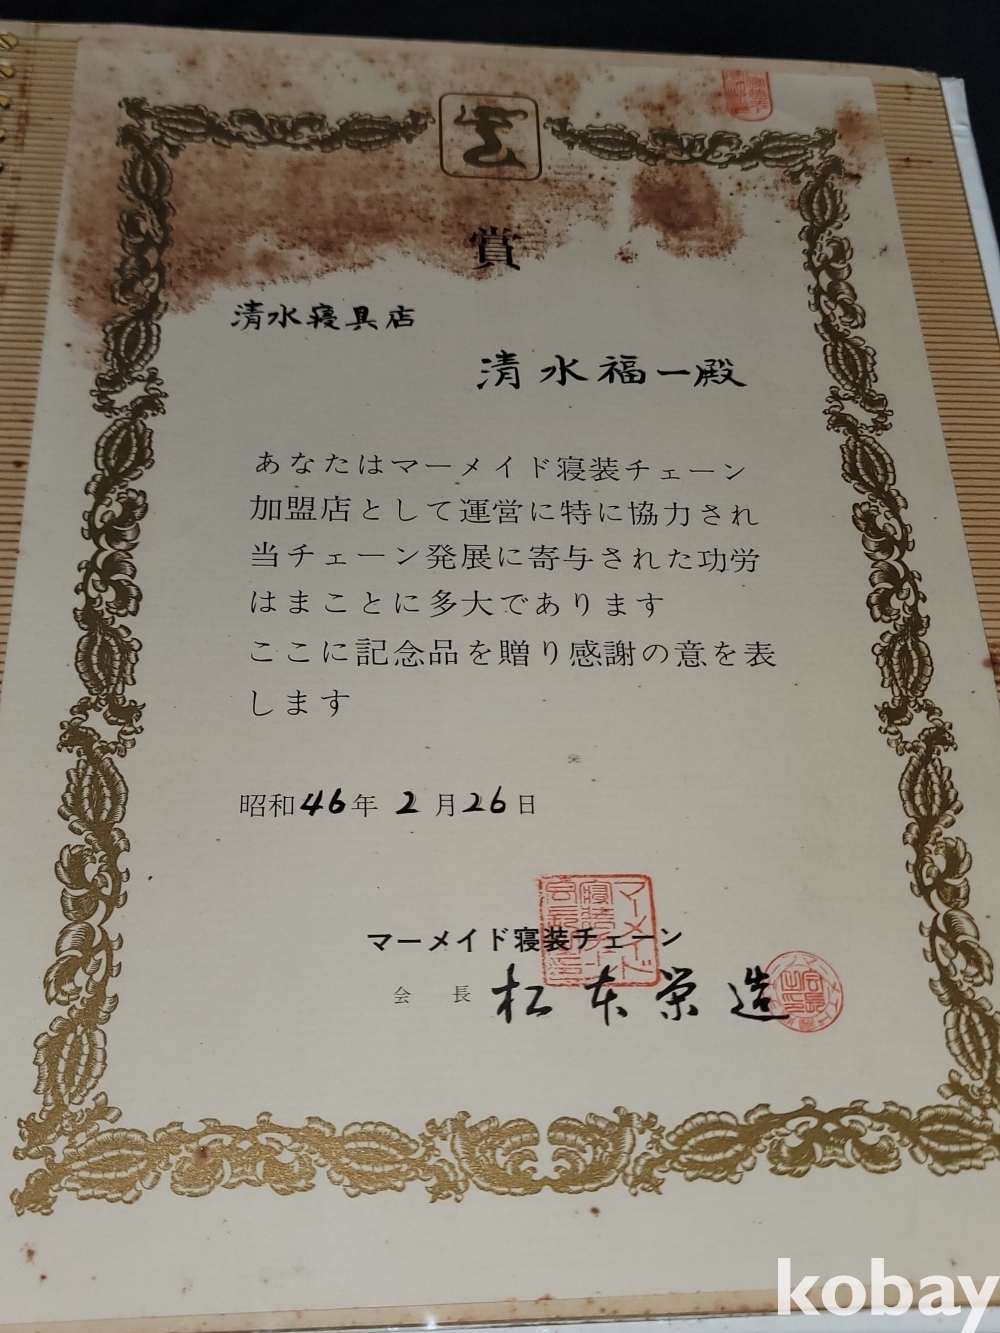 賞
清水寝具店
清水福一殿
あなたはマーメイド寝装チェーン
加盟店として運営に特に協力され
当チェーン発展に寄与された功労
はまことに多大であります
ここに記念品を贈り感謝の意を表
します
昭和46年2月26日
マーメイド寝装チェーン
会長 松本栄造
kobay